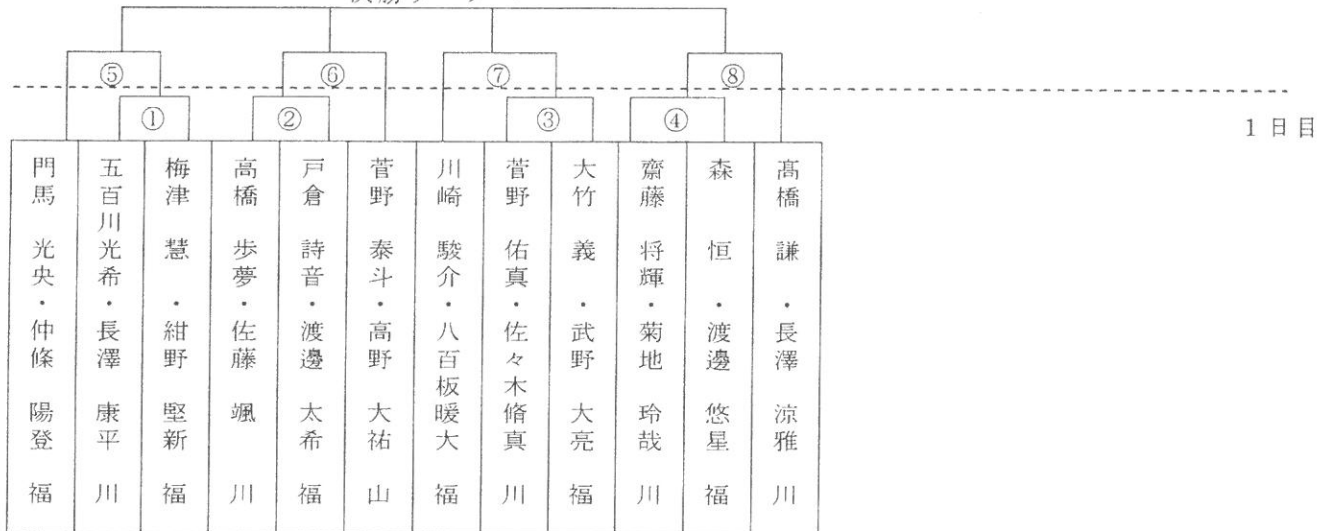 ⑤ ⑥ ⑦ ⑧
① ② ③ ④
1日目
門馬 光央・仲條 陽登 福
五百川光希・長澤 康平 川
梅津 慧・紺野 堅新 福
高橋 歩夢・佐藤 颯 川
戸倉 詩音・渡邊 太希 福
菅野 泰斗・高野 大祐 山
川崎 駿介・八百板暖大 福
菅野 佑真・佐々木脩真 川
大竹 義・武野 大亮 福
齋藤 将輝・菊地 玲哉 川
森 恒・渡邊 悠星 福
髙橋 謙・長澤 涼雅 川